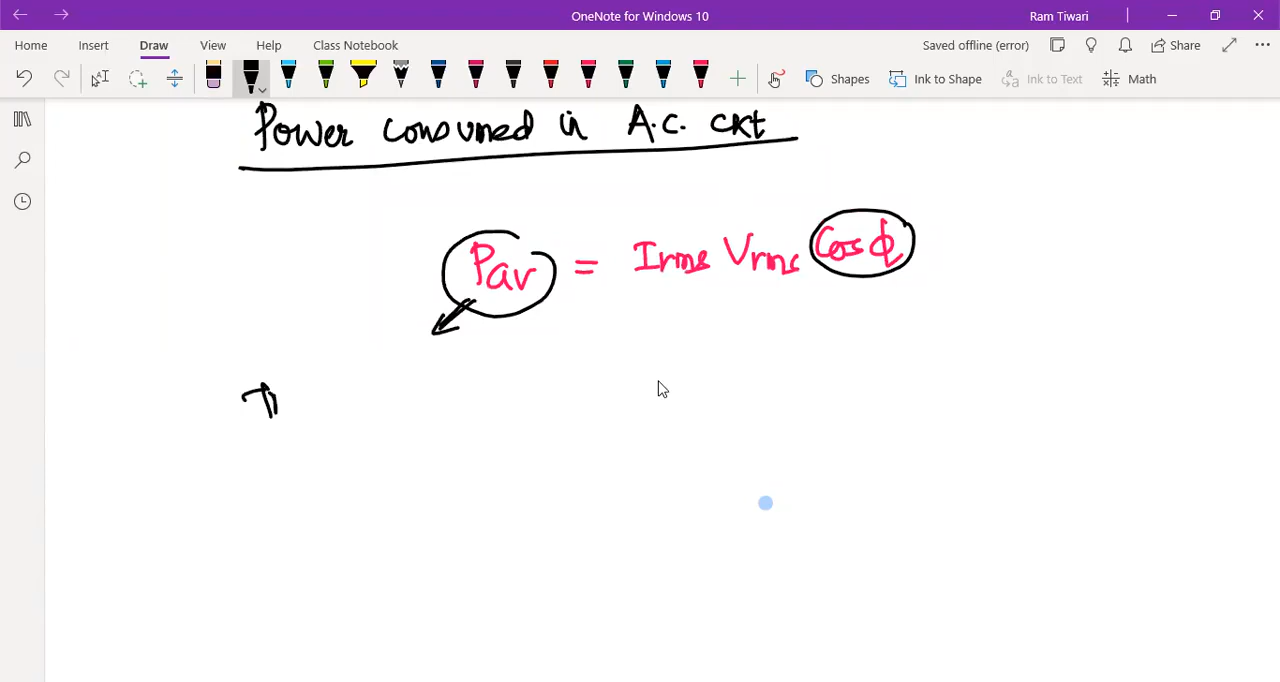 OneNote for Windows 10
Ram Tiwari
Home Insert Draw View Help Class Notebook
Saved offline (error) Share
Shapes Ink to Shape Ink to Text Math
Power consumed in A.C. ckt
Pav = Irms Vrms Cos ϕ